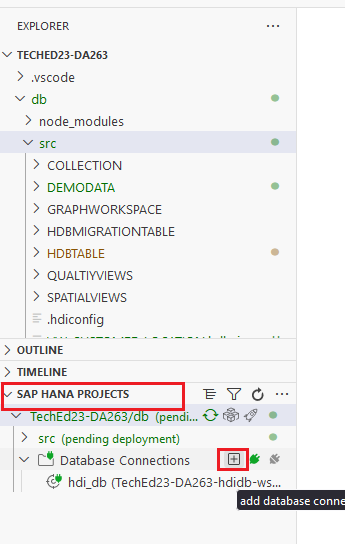 EXPLORER
TECHED23-DA263
.vscode
db
node_modules
src
COLLECTION
DEMODATA
GRAPHWORKSPACE
HDBMIGRATIONTABLE
HDBTABLE
QUALTIYVIEWS
SPATIALVIEWS
.hdiconfig
OUTLINE
TIMELINE
SAP HANA PROJECTS
TechEd23-DA263/db (pendi...
src (pending deployment)
Database Connections
hdi_db (TechEd23-DA263-hdidb-ws...
add database conne